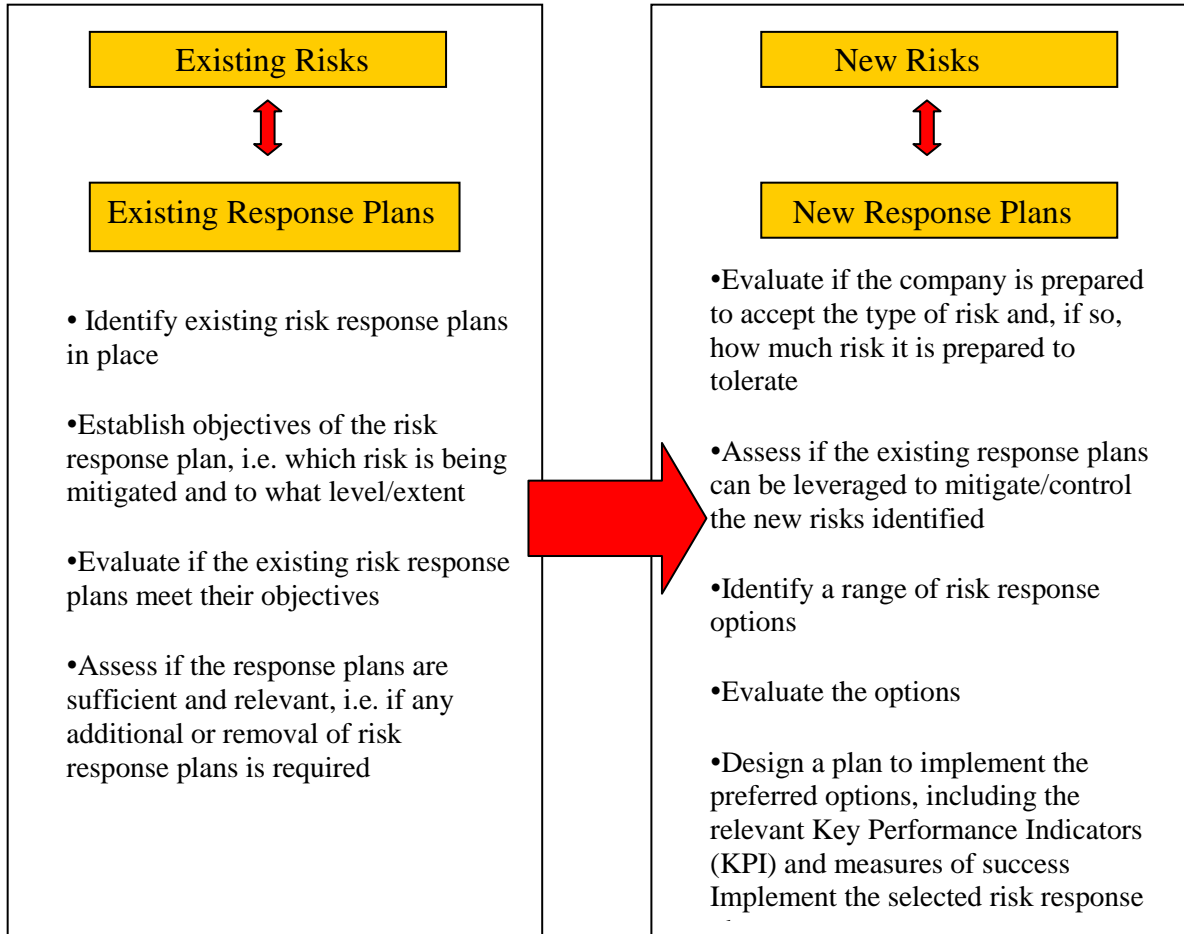 Existing Risks
Existing Response Plans
• Identify existing risk response plans
in place
•Establish objectives of the risk
response plan, i.e. which risk is being
mitigated and to what level/extent
•Evaluate if the existing risk response
plans meet their objectives
•Assess if the response plans are
sufficient and relevant, i.e. if any
additional or removal of risk
response plans is required
New Risks
New Response Plans
•Evaluate if the company is prepared
to accept the type of risk and, if so,
how much risk it is prepared to
tolerate
•Assess if the existing response plans
can be leveraged to mitigate/control
the new risks identified
•Identify a range of risk response
options
•Evaluate the options
•Design a plan to implement the
preferred options, including the
relevant Key Performance Indicators
(KPI) and measures of success
Implement the selected risk response